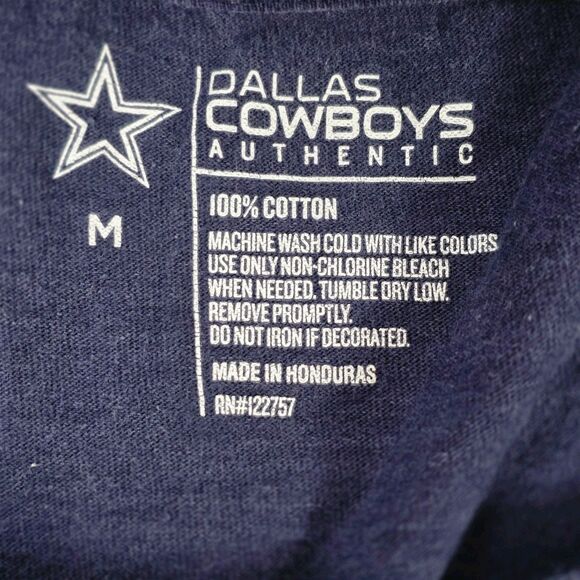 DALLAS
COWBOYS
AUTHENTIC
M
100% COTTON
MACHINE WASH COLD WITH LIKE COLORS
USE ONLY NON-CHLORINE BLEACH
WHEN NEEDED. TUMBLE DRY LOW.
REMOVE PROMPTLY.
DO NOT IRON IF DECORATED.
MADE IN HONDURAS
RN#122757